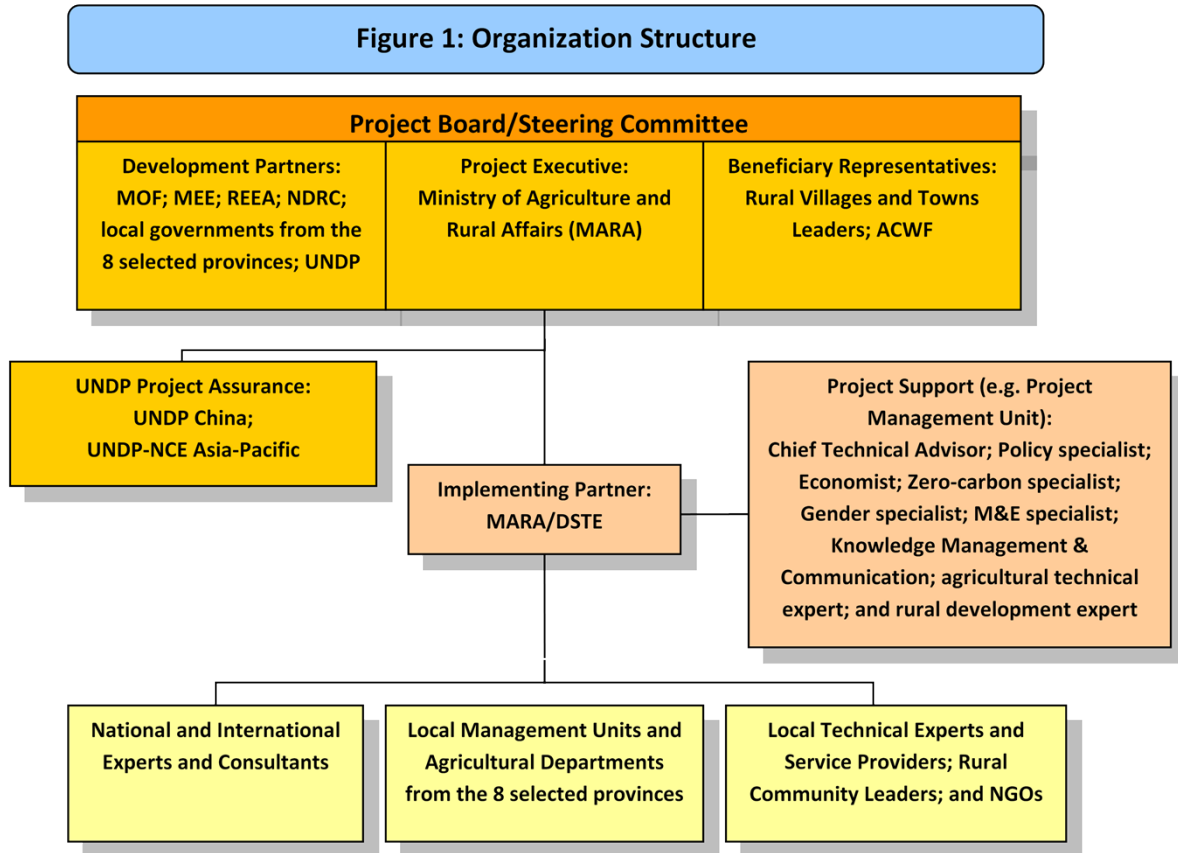 Figure 1: Organization Structure
Project Board/Steering Committee
Development Partners:
MOF; MEE; REEA; NDRC;
local governments from the
8 selected provinces; UNDP
Project Executive:
Ministry of Agriculture and
Rural Affairs (MARA)
Beneficiary Representatives:
Rural Villages and Towns
Leaders; ACWF
UNDP Project Assurance:
UNDP China;
UNDP-NCE Asia-Pacific
Implementing Partner:
MARA/DSTE
Project Support (e.g. Project
Management Unit):
Chief Technical Advisor; Policy specialist;
Economist; Zero-carbon specialist;
Gender specialist; M&E specialist;
Knowledge Management &
Communication; agricultural technical
expert; and rural development expert
National and International
Experts and Consultants
Local Management Units and
Agricultural Departments
from the 8 selected provinces
Local Technical Experts and
Service Providers; Rural
Community Leaders; and NGOs